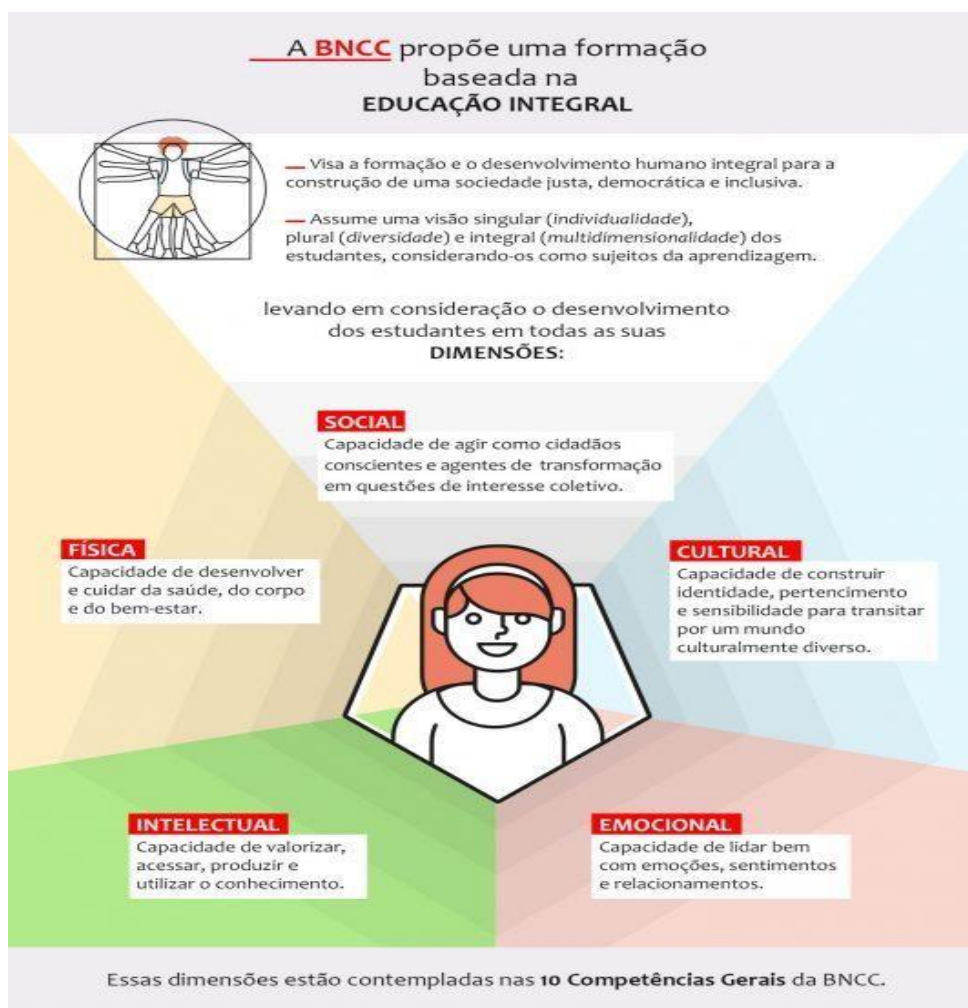 A BNCC propõe uma formação
baseada na
EDUCAÇÃO INTEGRAL
— Visa a formação e o desenvolvimento humano integral para a
construção de uma sociedade justa, democrática e inclusiva.
— Assume uma visão singular (individualidade),
plural (diversidade) e integral (multidimensionalidade) dos
estudantes, considerando-os como sujeitos da aprendizagem.
levando em consideração o desenvolvimento
dos estudantes em todas as suas
DIMENSÕES:
SOCIAL
Capacidade de agir como cidadãos
conscientes e agentes de transformação
em questões de interesse coletivo.
FÍSICA
Capacidade de desenvolver
e cuidar da saúde, do corpo
e do bem-estar.
CULTURAL
Capacidade de construir
identidade, pertencimento
e sensibilidade para transitar
por um mundo
culturalmente diverso.
INTELECTUAL
Capacidade de valorizar,
acessar, produzir e
utilizar o conhecimento.
EMOCIONAL
Capacidade de lidar bem
com emoções, sentimentos
e relacionamentos.
Essas dimensões estão contempladas nas 10 Competências Gerais da BNCC.